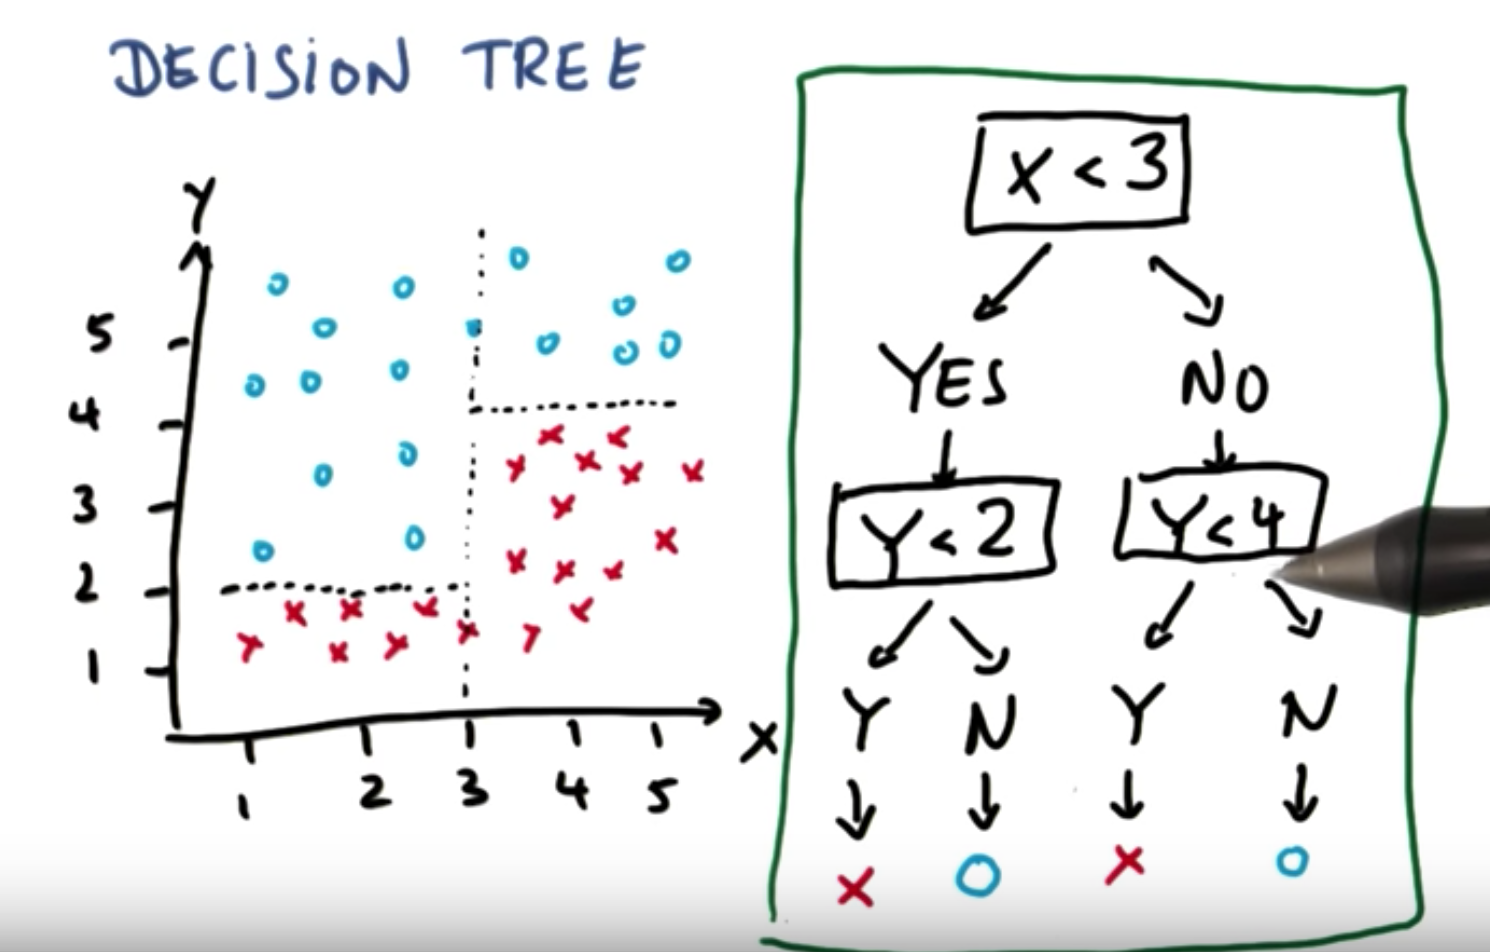 DECISION TREE
Y
5
4
3
2
1
1 2 3 4 5
X
X < 3
YES NO
Y < 2 Y < 4
Y N Y N
X O X O